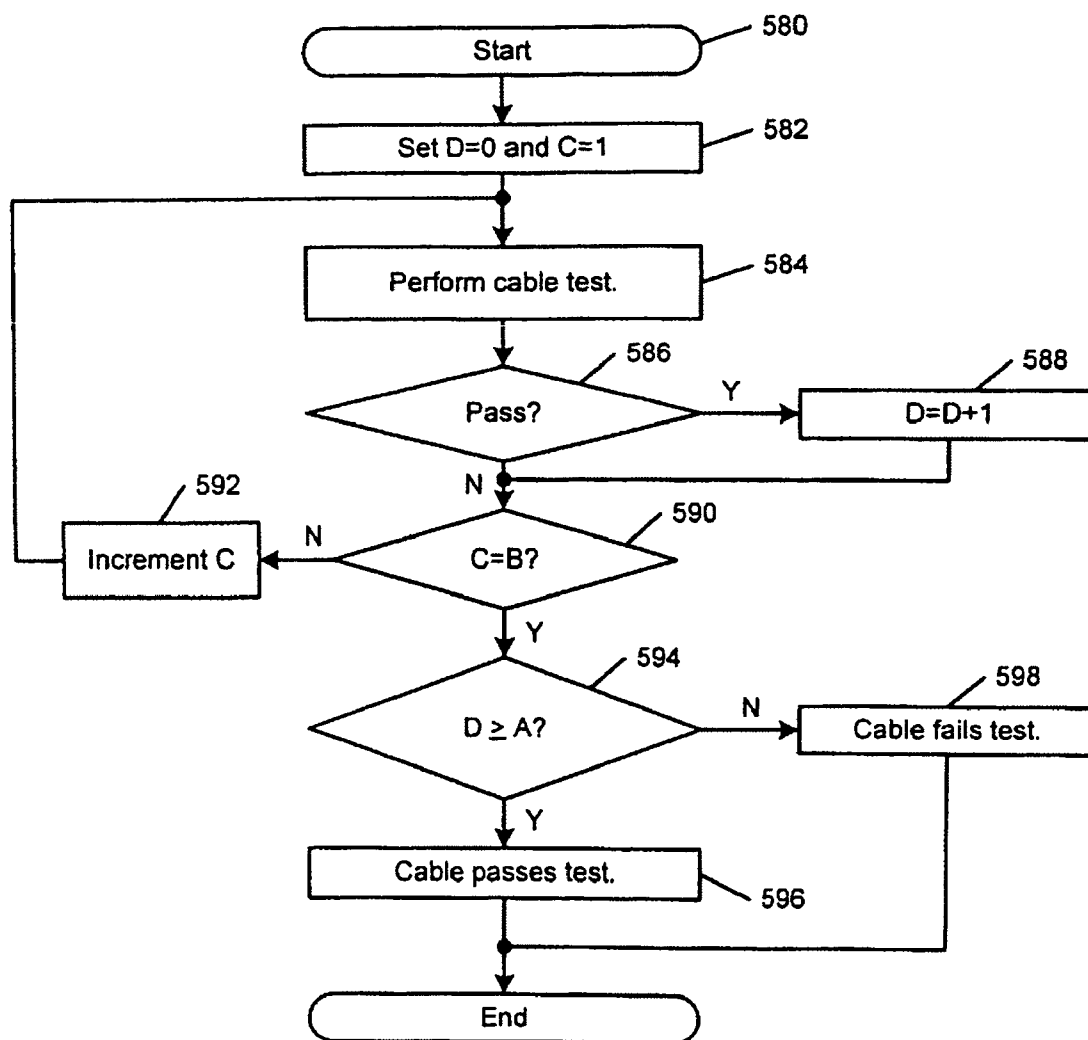 580
Start
582
Set D=0 and C=1
584
Perform cable test.
586
Pass?
Y
588
D=D+1
N
592
Increment C
N
590
C=B?
Y
594
D ≥ A?
N
598
Cable fails test.
Y
Cable passes test.
596
End